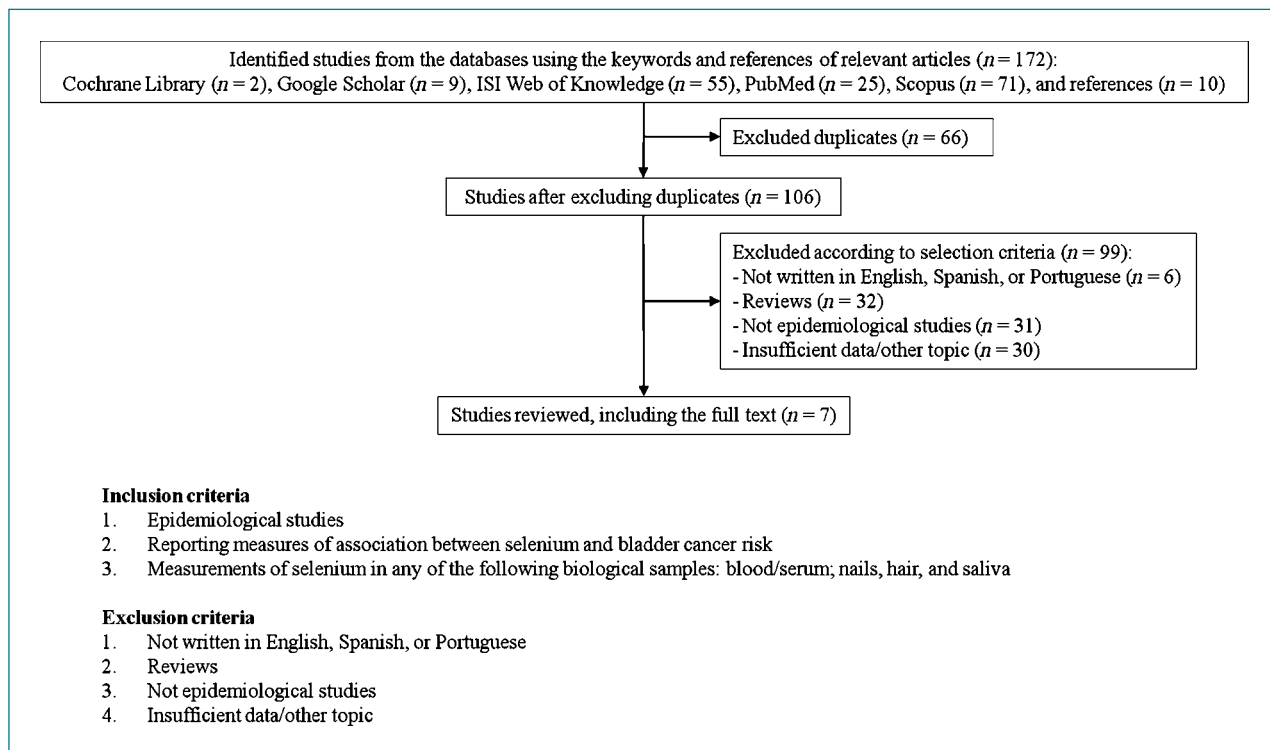 Identified studies from the databases using the keywords and references of relevant articles (n = 172):
Cochrane Library (n = 2), Google Scholar (n = 9), ISI Web of Knowledge (n = 55), PubMed (n = 25), Scopus (n = 71), and references (n = 10)
Excluded duplicates (n = 66)
Studies after excluding duplicates (n = 106)
Excluded according to selection criteria (n = 99):
- Not written in English, Spanish, or Portuguese (n = 6)
- Reviews (n = 32)
- Not epidemiological studies (n = 31)
- Insufficient data/other topic (n = 30)
Studies reviewed, including the full text (n = 7)
Inclusion criteria
1. Epidemiological studies
2. Reporting measures of association between selenium and bladder cancer risk
3. Measurements of selenium in any of the following biological samples: blood/serum; nails, hair, and saliva
Exclusion criteria
1. Not written in English, Spanish, or Portuguese
2. Reviews
3. Not epidemiological studies
4. Insufficient data/other topic